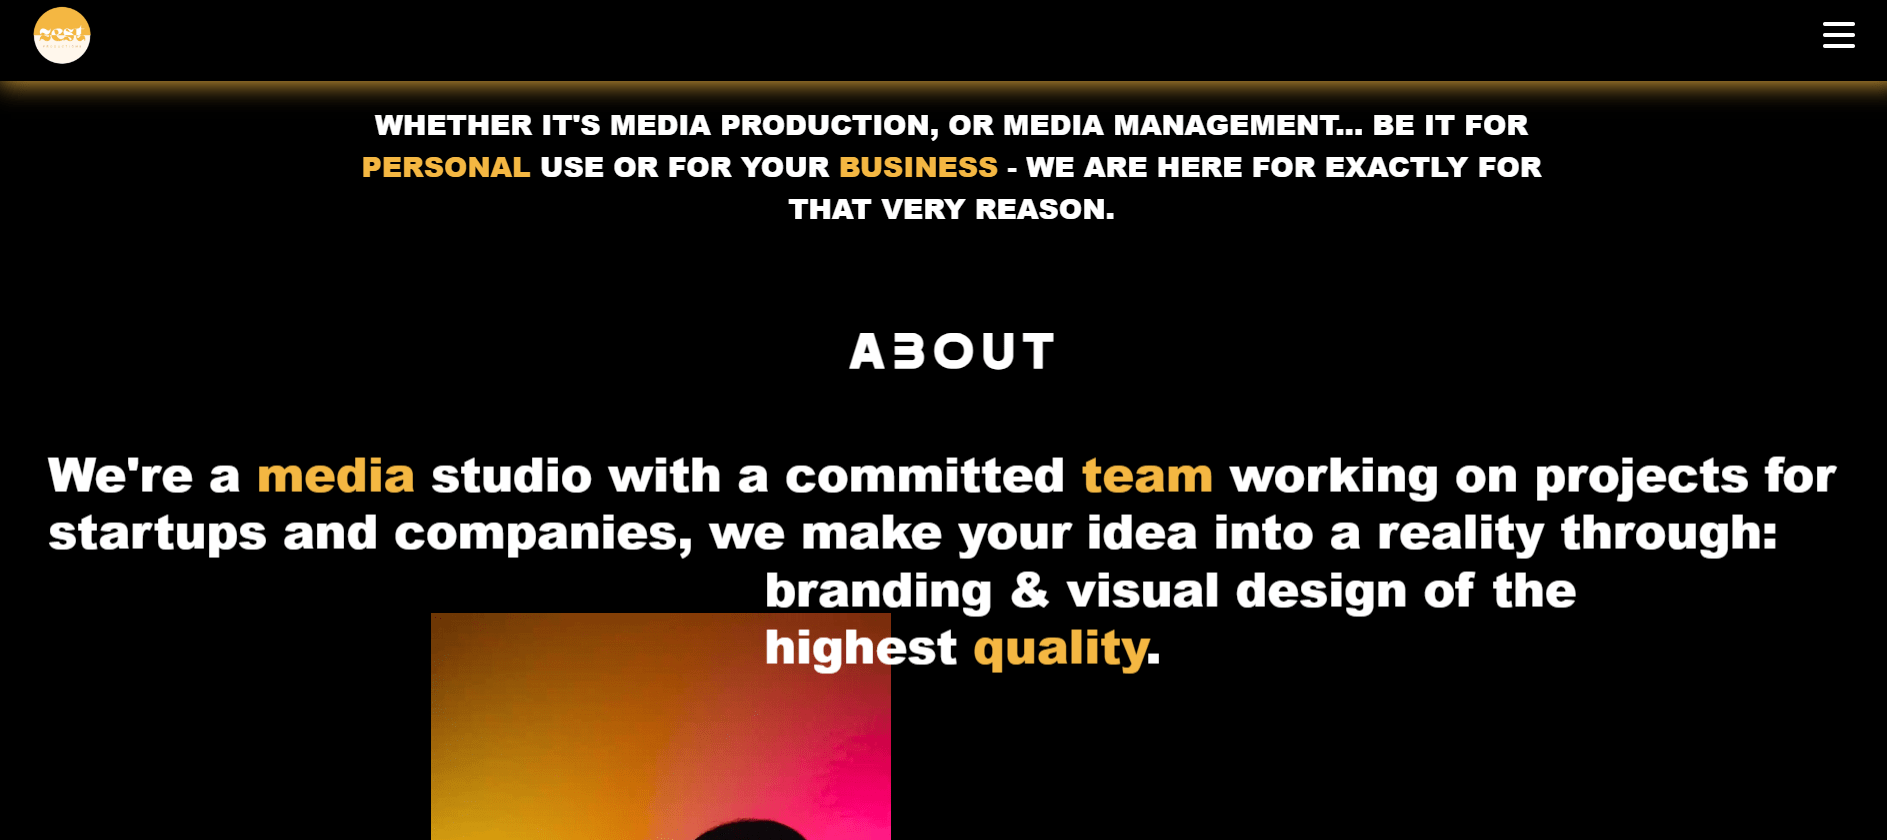 zest
PRODUCTIONS
WHETHER IT'S MEDIA PRODUCTION, OR MEDIA MANAGEMENT... BE IT FOR
PERSONAL USE OR FOR YOUR BUSINESS - WE ARE HERE FOR EXACTLY FOR
THAT VERY REASON.
ABOUT
We're a media studio with a committed team working on projects for
startups and companies, we make your idea into a reality through:
branding & visual design of the
highest quality.